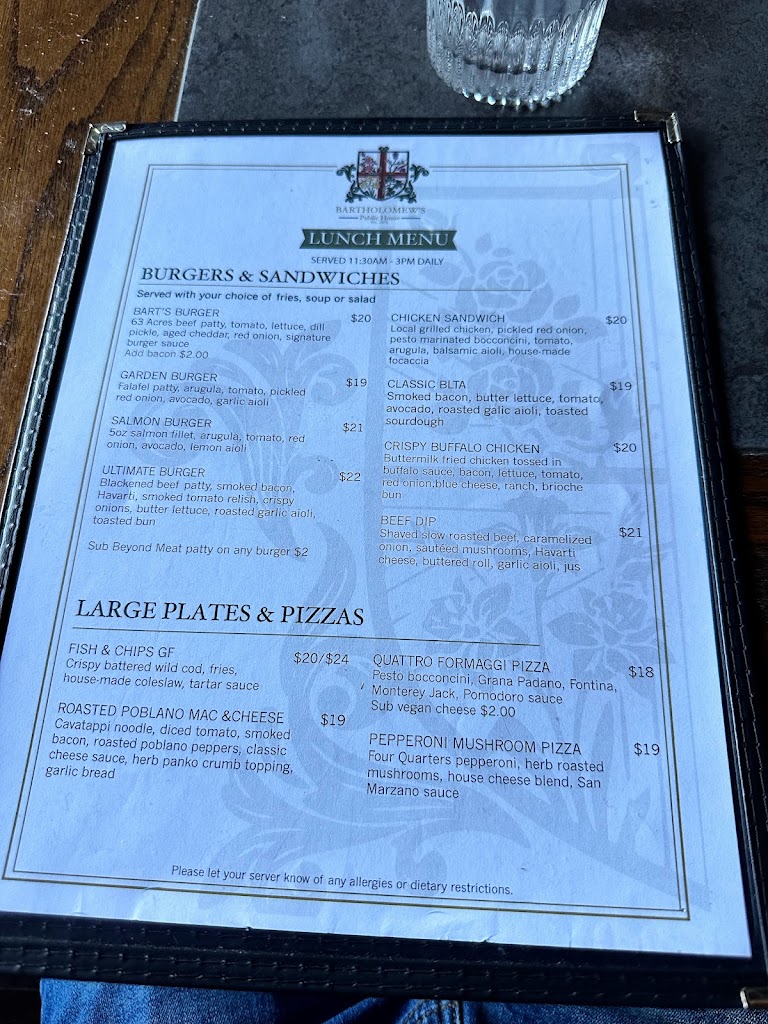 BARTHOLOMEW'S
Public House
LUNCH MENU
SERVED 11:30AM - 3PM DAILY
BURGERS & SANDWICHES
Served with your choice of fries, soup or salad
BART'S BURGER $20
63 Acres beef patty, tomato, lettuce, dill
pickle, aged cheddar, red onion, signature
burger sauce
Add bacon $2.00
GARDEN BURGER $19
Falafel patty, arugula, tomato, pickled
red onion, avocado, garlic aioli
SALMON BURGER $21
5oz salmon fillet, arugula, tomato, red
onion, avocado, lemon aioli
ULTIMATE BURGER $22
Blackened beef patty, smoked bacon,
Havarti, smoked tomato relish, crispy
onions, butter lettuce, roasted garlic aioli,
toasted bun
Sub Beyond Meat patty on any burger $2
CHICKEN SANDWICH $20
Local grilled chicken, pickled red onion,
pesto marinated bocconcini, tomato,
arugula, balsamic aioli, house-made
focaccia
CLASSIC BLTA $19
Smoked bacon, butter lettuce, tomato,
avocado, roasted galic aioli, toasted
sourdough
CRISPY BUFFALO CHICKEN $20
Buttermilk fried chicken tossed in
buffalo sauce, bacon, lettuce, tomato,
red onion,blue cheese, ranch, brioche
bun
BEEF DIP $21
Shaved slow roasted beef, caramelized
onion, sautéed mushrooms, Havarti
cheese, buttered roll, garlic aioli, jus
LARGE PLATES & PIZZAS
FISH & CHIPS GF $20/$24
Crispy battered wild cod, fries,
house-made coleslaw, tartar sauce
ROASTED POBLANO MAC &CHEESE $19
Cavatappi noodle, diced tomato, smoked
bacon, roasted poblano peppers, classic
cheese sauce, herb panko crumb topping,
garlic bread
QUATTRO FORMAGGI PIZZA $18
Pesto bocconcini, Grana Padano, Fontina,
Monterey Jack, Pomodoro sauce
Sub vegan cheese $2.00
PEPPERONI MUSHROOM PIZZA $19
Four Quarters pepperoni, herb roasted
mushrooms, house cheese blend, San
Marzano sauce
Please let your server know of any allergies or dietary restrictions.